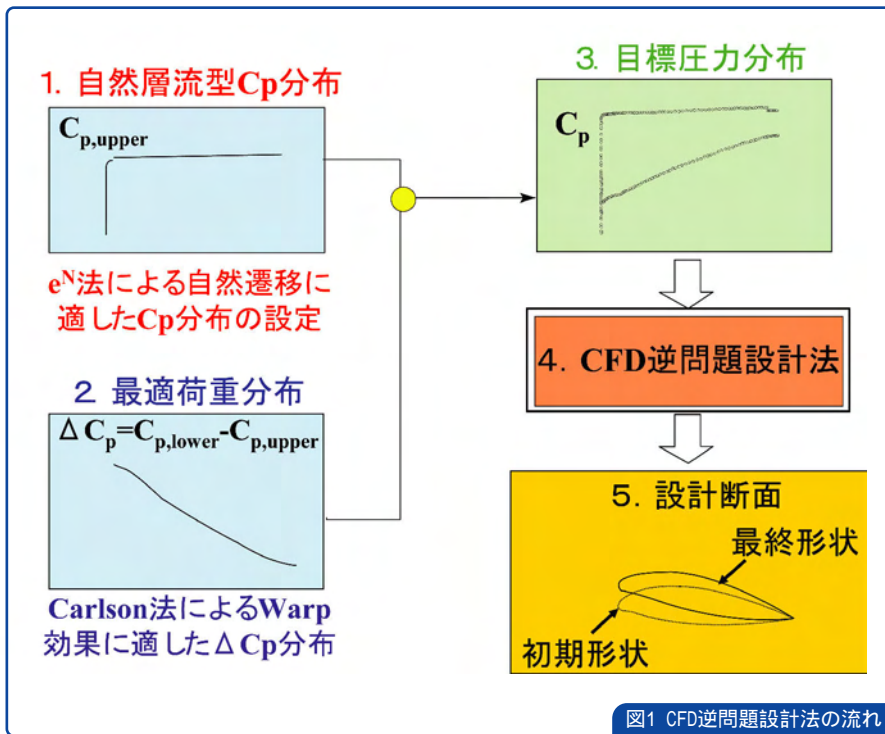 1. 自然層流型Cp分布
Cp,upper
eN法による自然遷移に
適したCp分布の設定
2. 最適荷重分布
ΔCp=Cp,lower-Cp,upper
Carlson法によるWarp
効果に適したΔCp分布
3. 目標圧力分布
Cp
4. CFD逆問題設計法
5. 設計断面
最終形状
初期形状
図1 CFD逆問題設計法の流れ